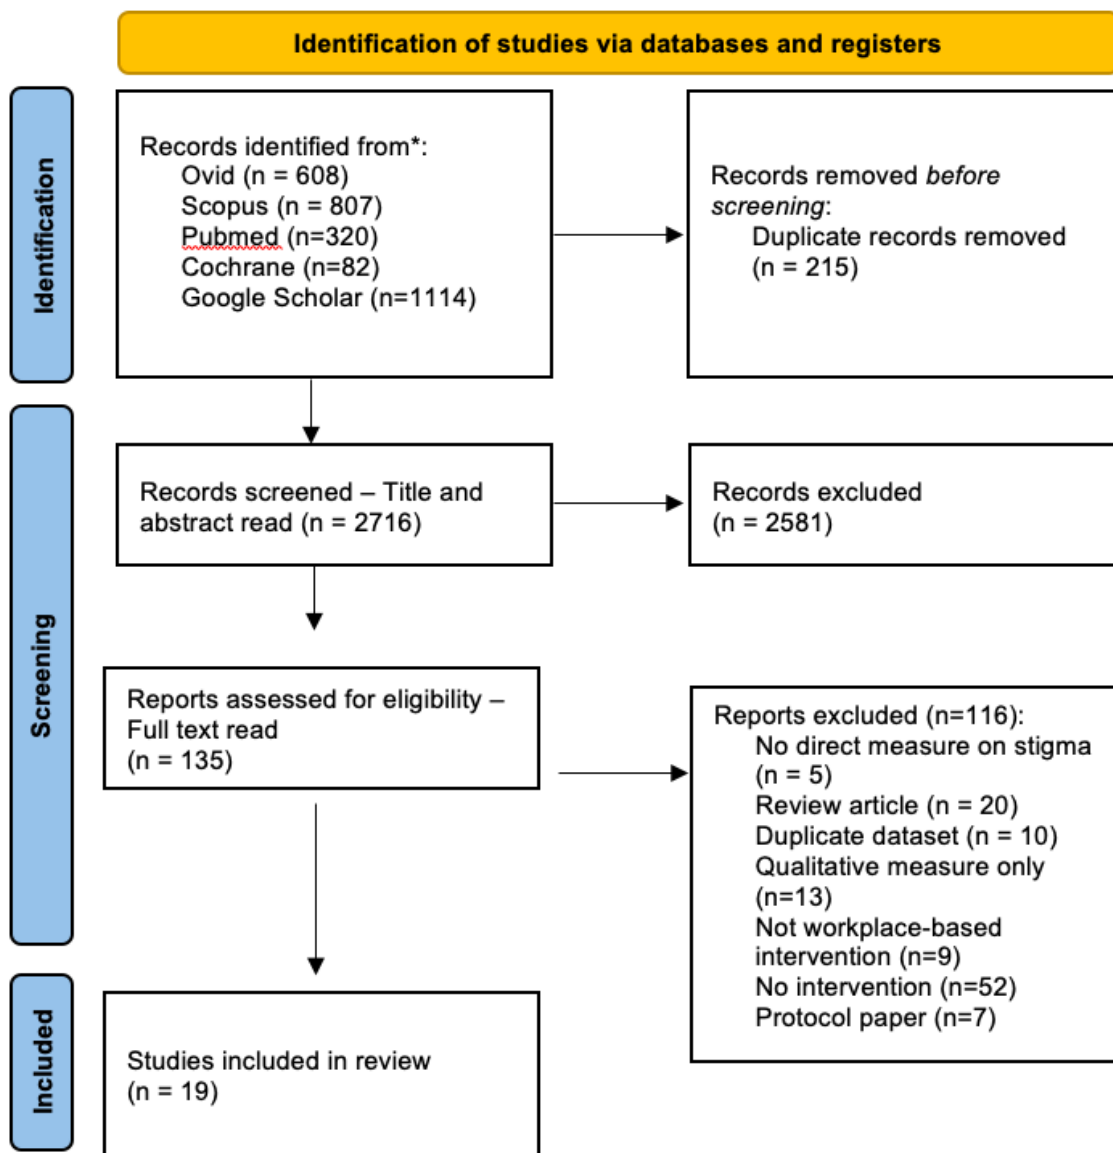 Identification of studies via databases and registers
Identification
Records identified from*:
Ovid (n = 608)
Scopus (n = 807)
Pubmed (n=320)
Cochrane (n=82)
Google Scholar (n=1114)
Records removed before
screening:
Duplicate records removed
(n = 215)
Screening
Records screened – Title and
abstract read (n = 2716)
Records excluded
(n = 2581)
Reports assessed for eligibility –
Full text read
(n = 135)
Reports excluded (n=116):
No direct measure on stigma
(n = 5)
Review article (n = 20)
Duplicate dataset (n = 10)
Qualitative measure only
(n=13)
Not workplace-based
intervention (n=9)
No intervention (n=52)
Protocol paper (n=7)
Included
Studies included in review
(n = 19)